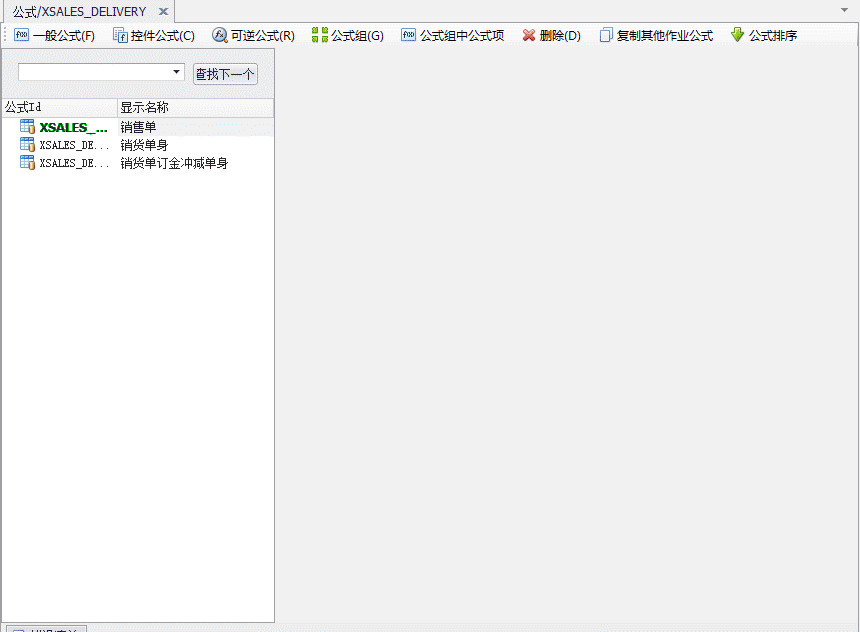 公式/XSALES_DELIVERY
一般公式(F) 控件公式(C) 可逆公式(R) 公式组(G) 公式组中公式项 删除(D) 复制其他作业公式 公式排序
查找下一个
公式Id 显示名称
XSALES_... 销售单
XSALES_DE... 销货单身
XSALES_DE... 销货单订金冲减单身